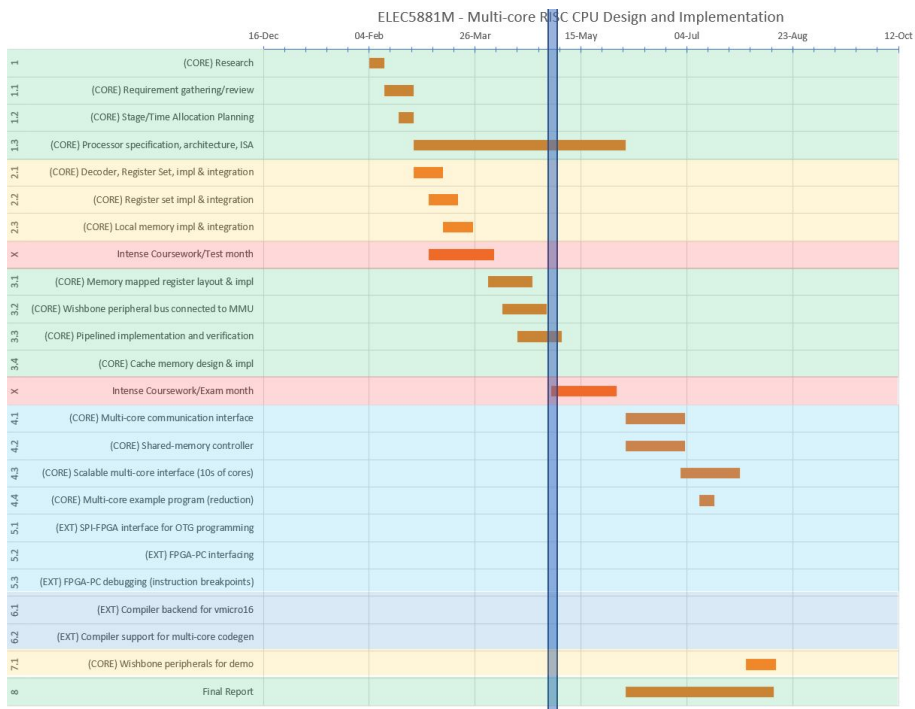 ELEC5881M - Multi-core RISC CPU Design and Implementation
16-Dec 04-Feb 26-Mar 15-May 04-Jul 23-Aug 12-Oct
1 (CORE) Research
1.1 (CORE) Requirement gathering/review
1.2 (CORE) Stage/Time Allocation Planning
1.3 (CORE) Processor specification, architecture, ISA
2.1 (CORE) Decoder, Register Set, impl & integration
2.2 (CORE) Register set impl & integration
2.3 (CORE) Local memory impl & integration
X Intense Coursework/Test month
3.1 (CORE) Memory mapped register layout & impl
3.2 (CORE) Wishbone peripheral bus connected to MMU
3.3 (CORE) Pipelined implementation and verification
3.4 (CORE) Cache memory design & impl
X Intense Coursework/Exam month
4.1 (CORE) Multi-core communication interface
4.2 (CORE) Shared-memory controller
4.3 (CORE) Scalable multi-core interface (10s of cores)
4.4 (CORE) Multi-core example program (reduction)
5.1 (EXT) SPI-FPGA interface for OTG programming
5.2 (EXT) FPGA-PC interfacing
5.3 (EXT) FPGA-PC debugging (instruction breakpoints)
6.1 (EXT) Compiler backend for vmicro16
6.2 (EXT) Compiler support for multi-core codegen
7.1 (CORE) Wishbone peripherals for demo
8 Final Report